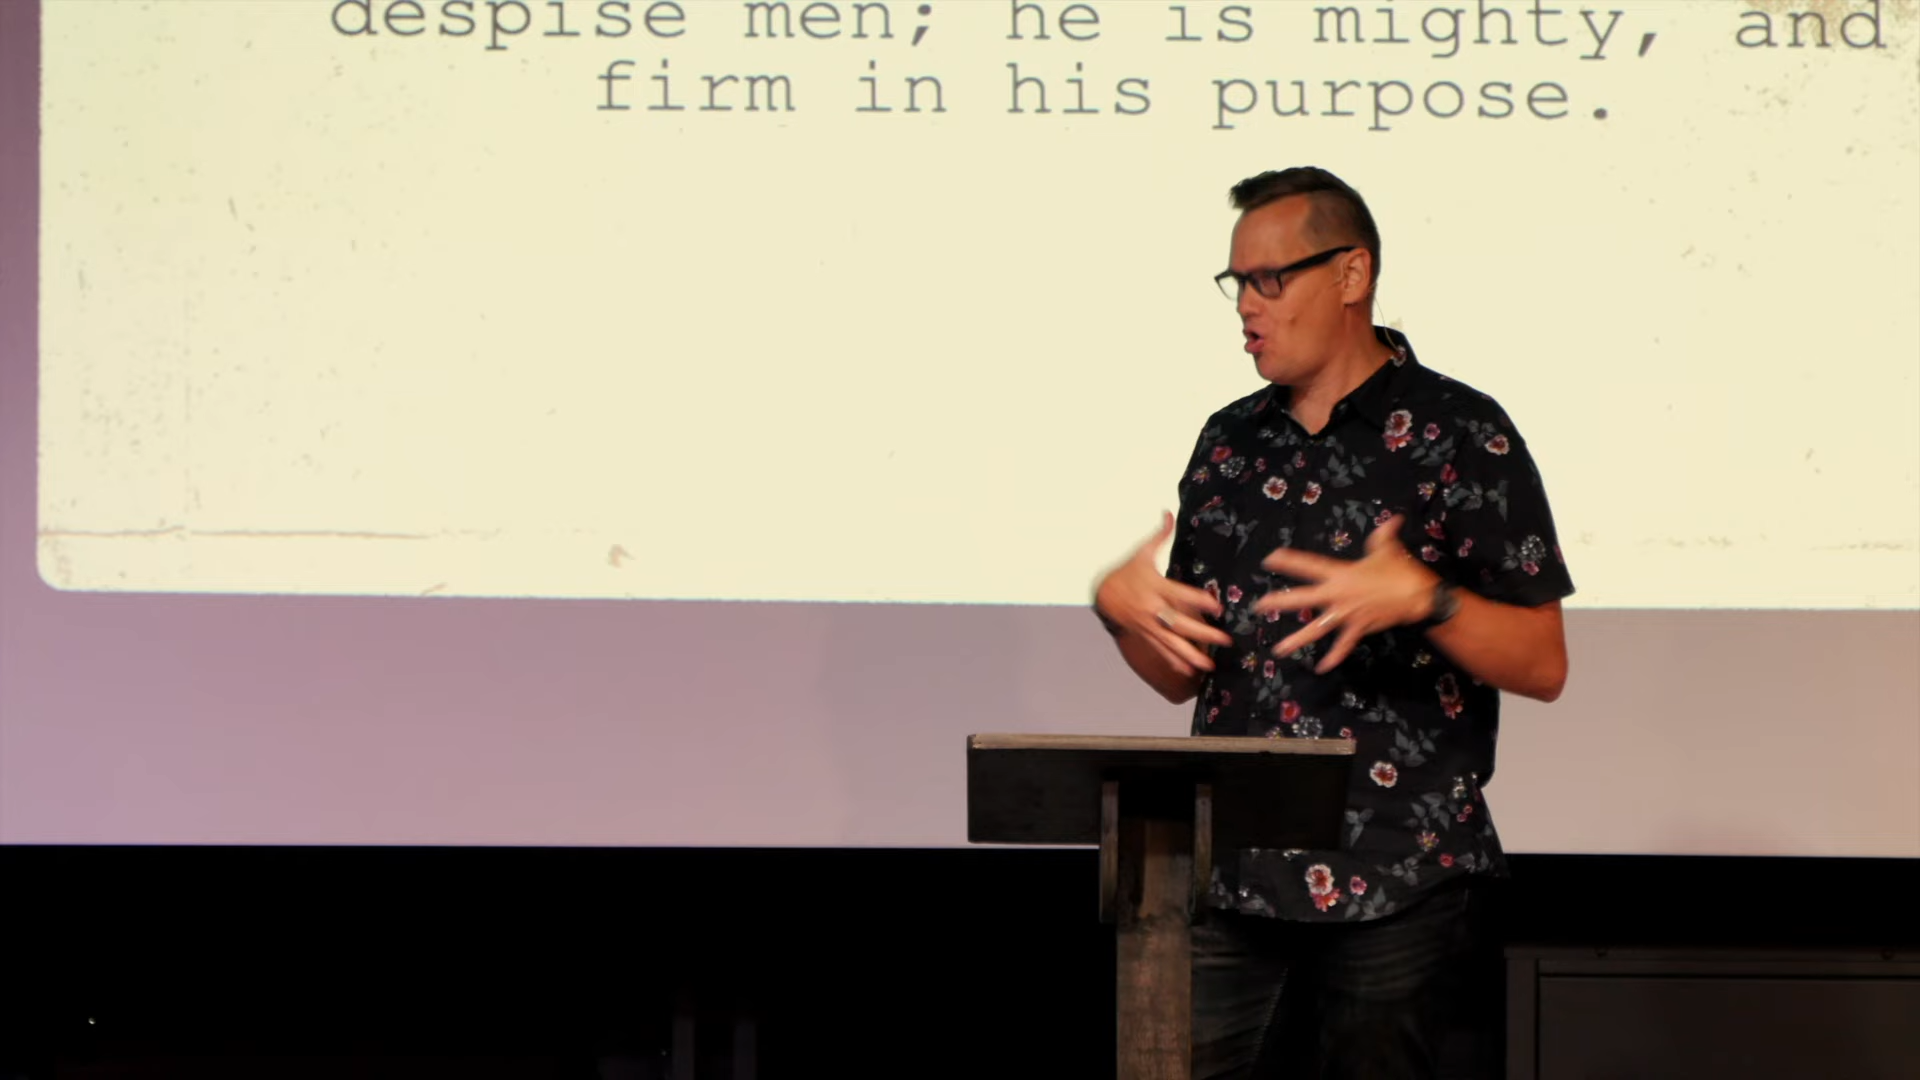 despise men; he is mighty, and
firm in his purpose.